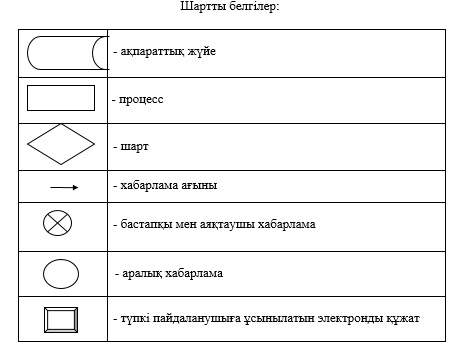 Шартты белгілер:
- ақпараттық жүйе
- процесс
- шарт
- хабарлама ағыны
- бастапқы мен аяқтаушы хабарлама
- аралық хабарлама
- түпкі пайдаланушыға ұсынылатын электронды құжат